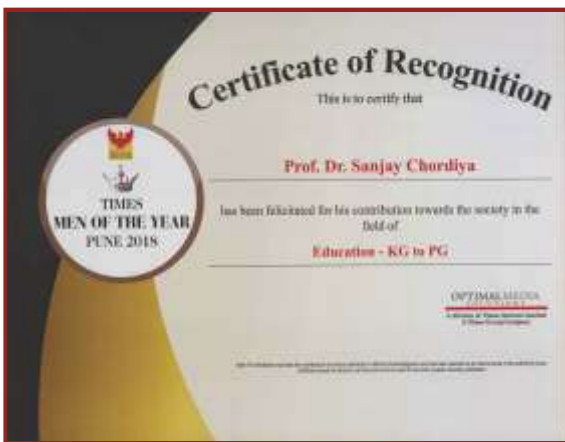 Certificate of Recognition
This is to certify that
Prof. Dr. Sanjay Chordiya
TIMES
MEN OF THE YEAR
PUNE 2018
has been felicitated for his contribution towards the society in the
field of
Education - KG to PG
OPTIMAL MEDIA
SOLUTIONS